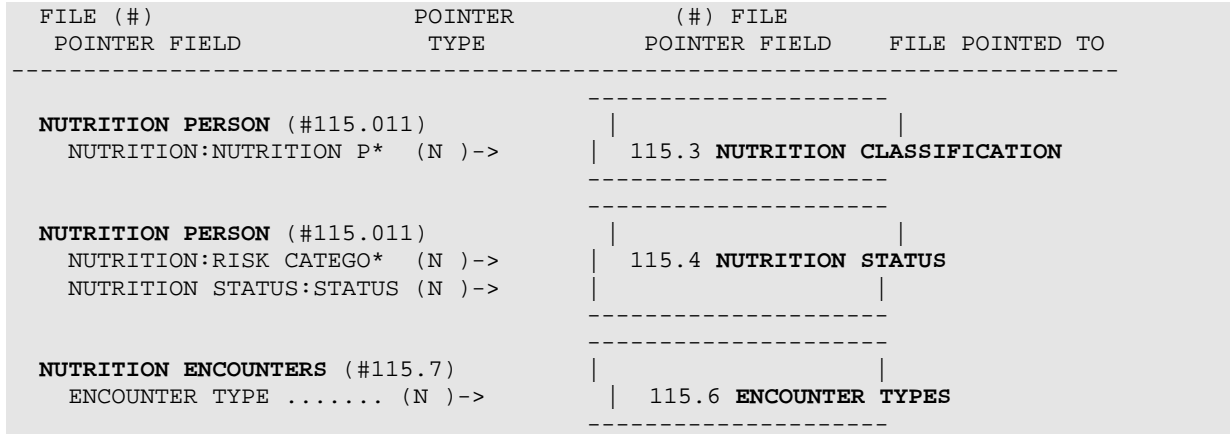 FILE (#) POINTER (#) FILE
POINTER FIELD TYPE POINTER FIELD FILE POINTED TO
-----------------------------------------------------------------------------
---------------------
NUTRITION PERSON (#115.011) | |
NUTRITION:NUTRITION P* (N )-> | 115.3 NUTRITION CLASSIFICATION
---------------------
---------------------
NUTRITION PERSON (#115.011) | |
NUTRITION:RISK CATEGO* (N )-> | 115.4 NUTRITION STATUS
NUTRITION STATUS:STATUS (N )-> | |
---------------------
---------------------
NUTRITION ENCOUNTERS (#115.7) | |
ENCOUNTER TYPE ....... (N )-> | 115.6 ENCOUNTER TYPES
---------------------